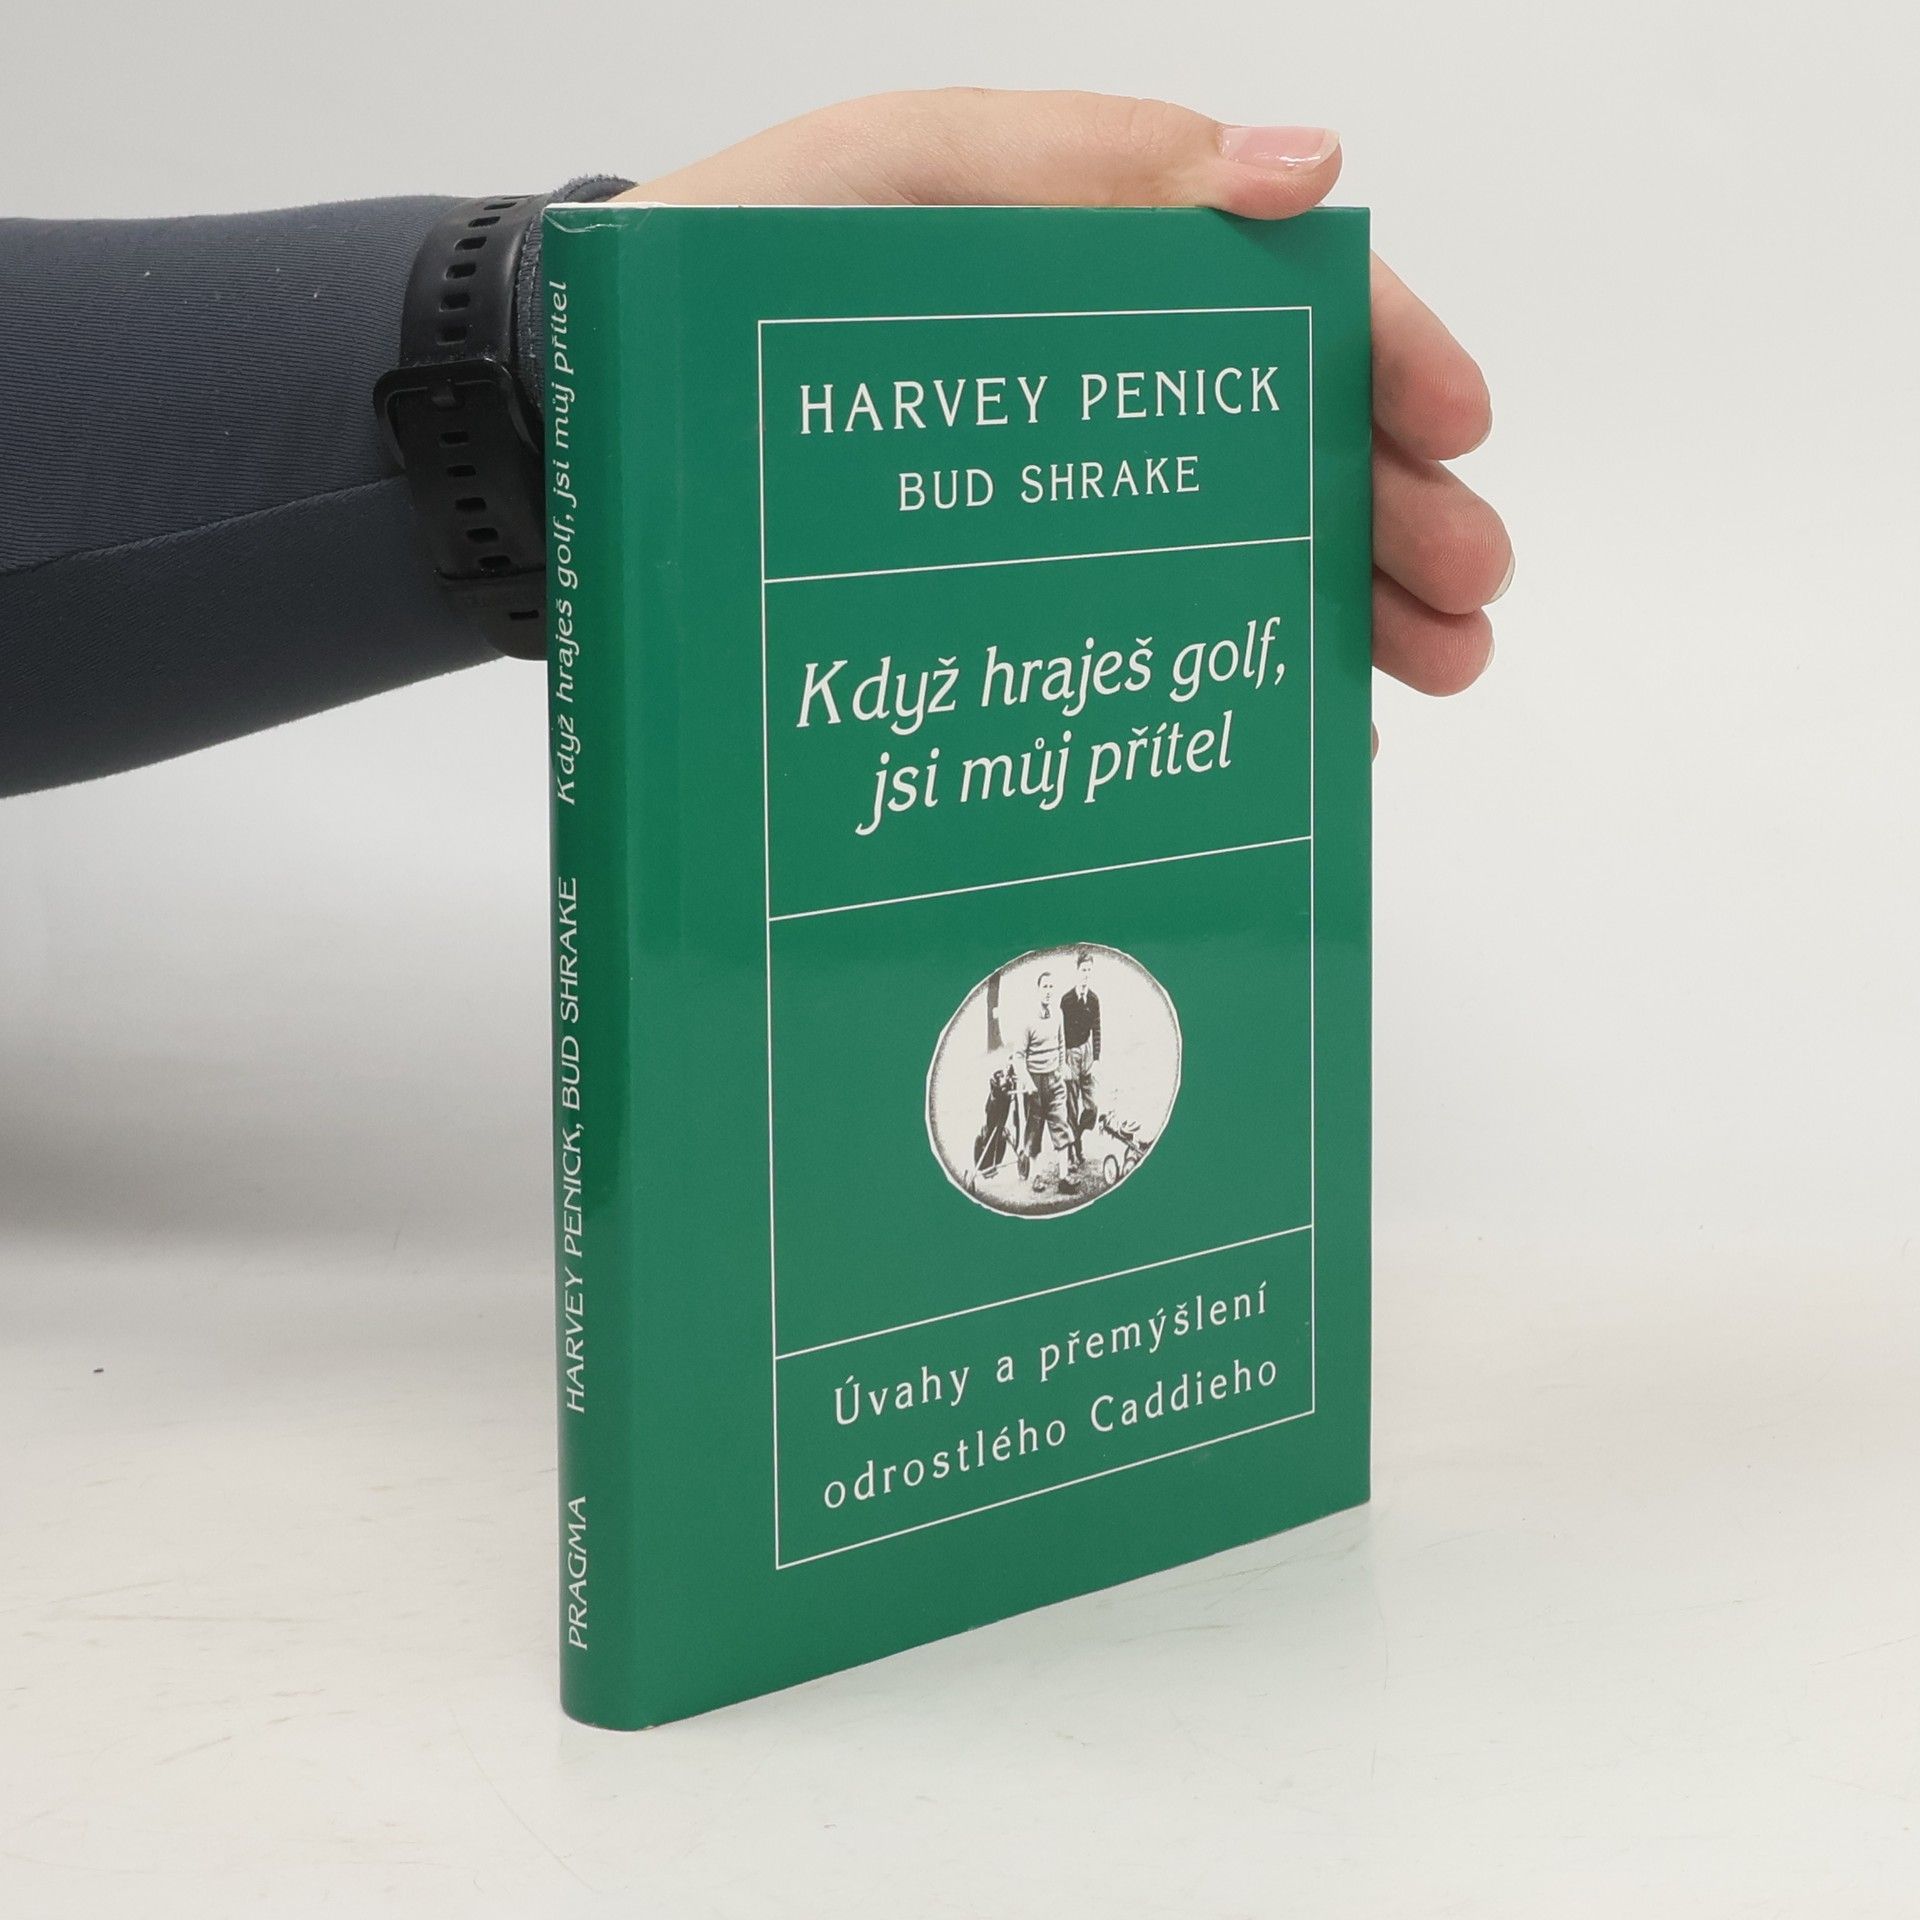 HARVEY PENICK
BUD SHRAKE
Když hraješ golf,
jsi můj přítel
Úvahy a přemýšlení
odrostlého Caddieho
PRAGMA HARVEY PENICK, BUD SHRAKE Když hraješ golf, jsi můj přítel